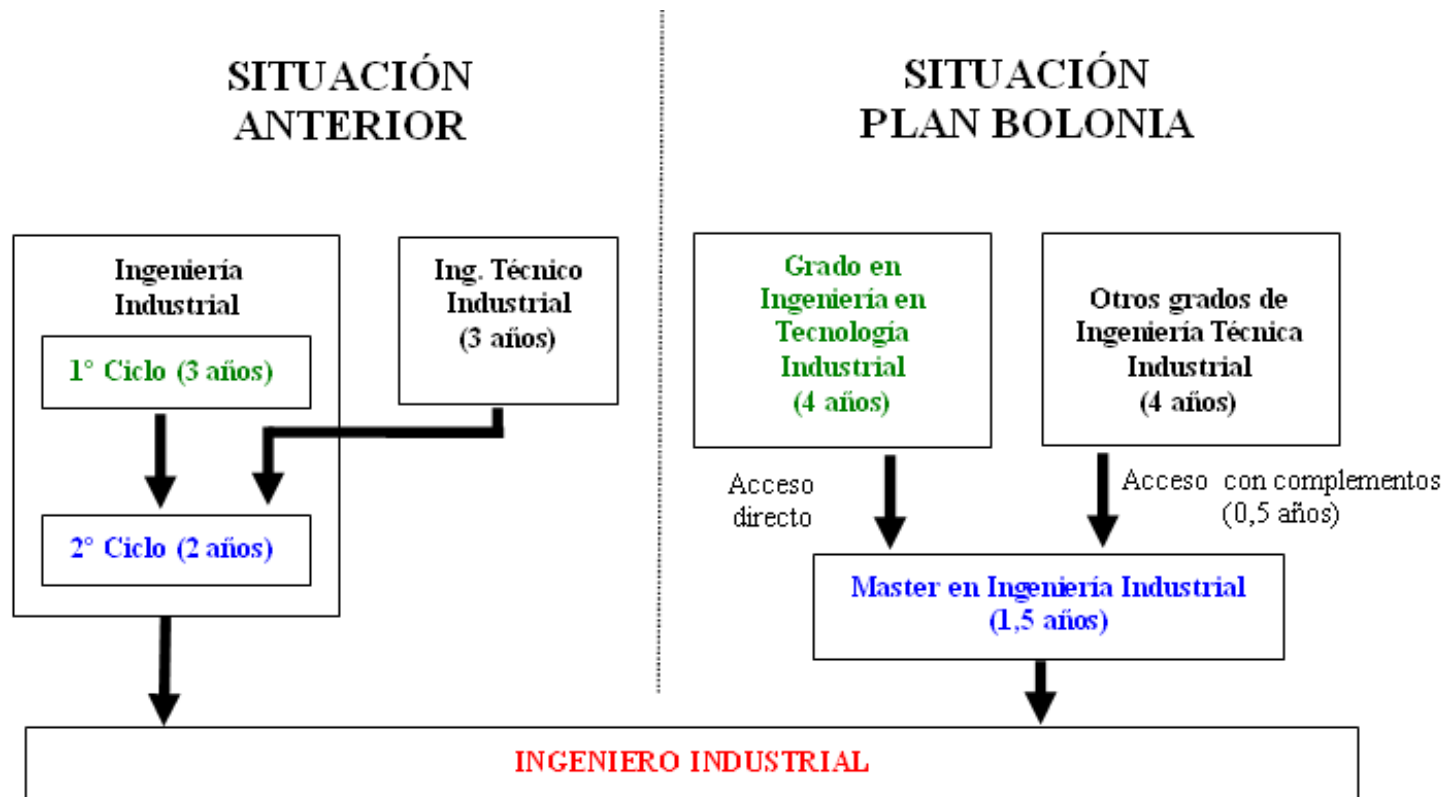 SITUACIÓN
ANTERIOR
Ingeniería
Industrial
1° Ciclo (3 años)
2° Ciclo (2 años)
Ing. Técnico
Industrial
(3 años)
SITUACIÓN
PLAN BOLONIA
Grado en
Ingeniería en
Tecnología
Industrial
(4 años)
Otros grados de
Ingeniería Técnica
Industrial
(4 años)
Acceso
directo
Acceso con complementos
(0,5 años)
Master en Ingeniería Industrial
(1,5 años)
INGENIERO INDUSTRIAL